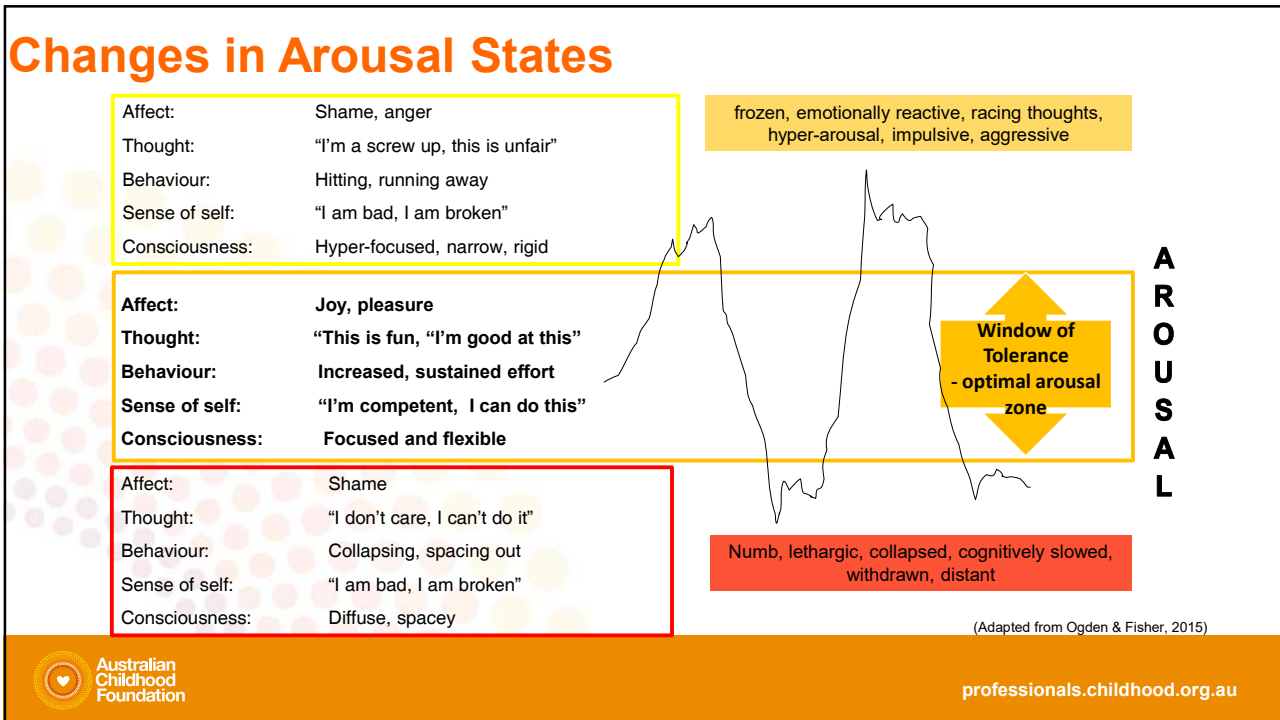 Changes in Arousal States
Affect: Shame, anger
Thought: “I’m a screw up, this is unfair”
Behaviour: Hitting, running away
Sense of self: “I am bad, I am broken”
Consciousness: Hyper-focused, narrow, rigid
frozen, emotionally reactive, racing thoughts,
hyper-arousal, impulsive, aggressive
Affect: Joy, pleasure
Thought: “This is fun, “I’m good at this”
Behaviour: Increased, sustained effort
Sense of self: “I’m competent, I can do this”
Consciousness: Focused and flexible
Window of
Tolerance
- optimal arousal
zone
A
R
O
U
S
A
L
Affect: Shame
Thought: “I don’t care, I can’t do it”
Behaviour: Collapsing, spacing out
Sense of self: “I am bad, I am broken”
Consciousness: Diffuse, spacey
Numb, lethargic, collapsed, cognitively slowed,
withdrawn, distant
(Adapted from Ogden & Fisher, 2015)
Australian
Childhood
Foundation
professionals.childhood.org.au